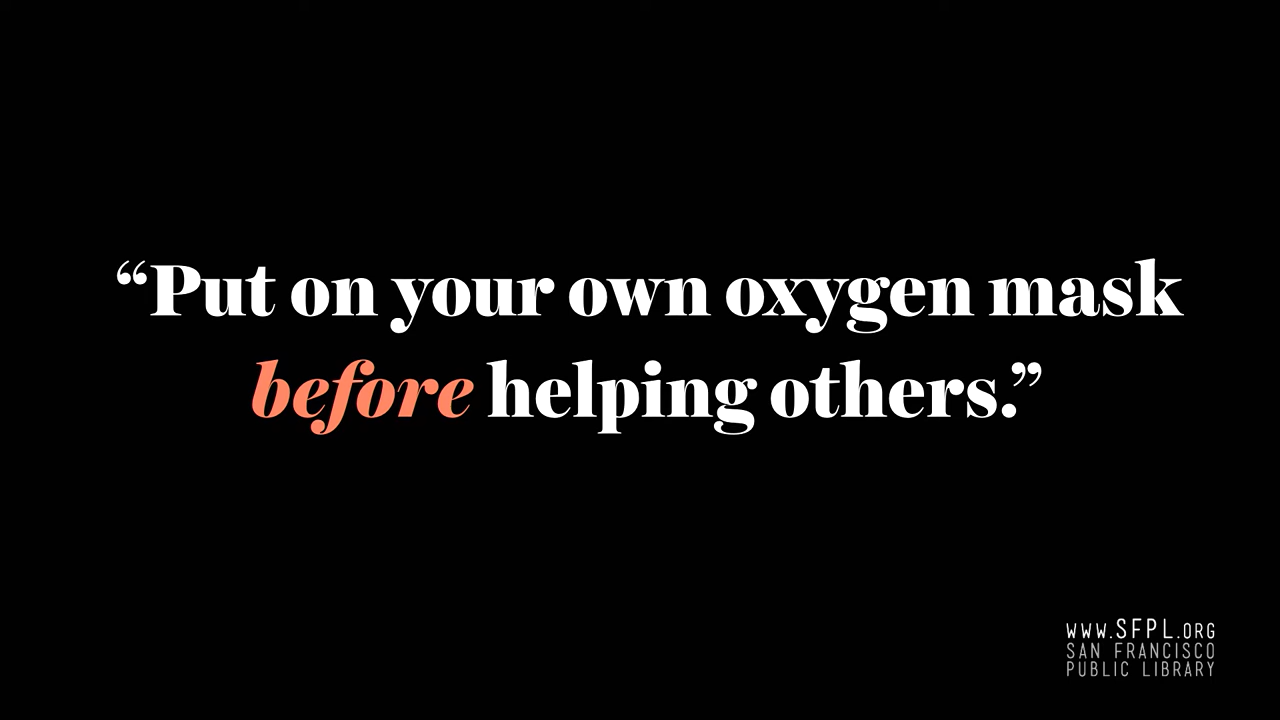 “Put on your own oxygen mask
before helping others.”
WWW.SFPL.ORG
SAN FRANCISCO
PUBLIC LIBRARY